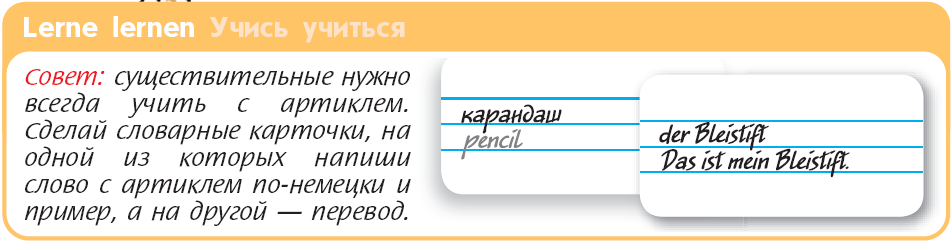 Lerne lernen Учись учиться
Совет: существительные нужно
всегда учить с артиклем.
Сделай словарные карточки, на
одной из которых напиши
слово с артиклем по-немецки и
пример, а на другой — перевод.
карандаш
pencil
der Bleistift
Das ist mein Bleistift.